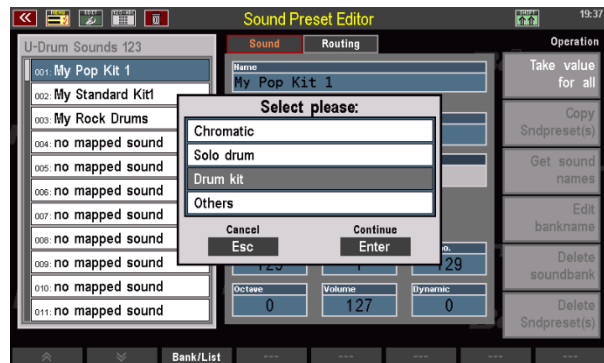 Sound Preset Editor
19:37
U-Drum Sounds 123
001: My Pop Kit 1
002: My Standard Kit1
003: My Rock Drums
004: no mapped sound
005: no mapped sound
006: no mapped sound
007: no mapped sound
008: no mapped sound
009: no mapped sound
010: no mapped sound
011: no mapped sound
Sound
Routing
Name
My Pop Kit 1
Select please:
Chromatic
Solo drum
Drum kit
Others
Cancel
Esc
Continue
Enter
Octave
0
Volume
127
Dynamic
0
Operation
Take value
for all
Copy
Sndpreset(s)
Get sound
names
Edit
bankname
Delete
soundbank
Delete
Sndpreset(s)
Bank/List
---
---
---
---
---